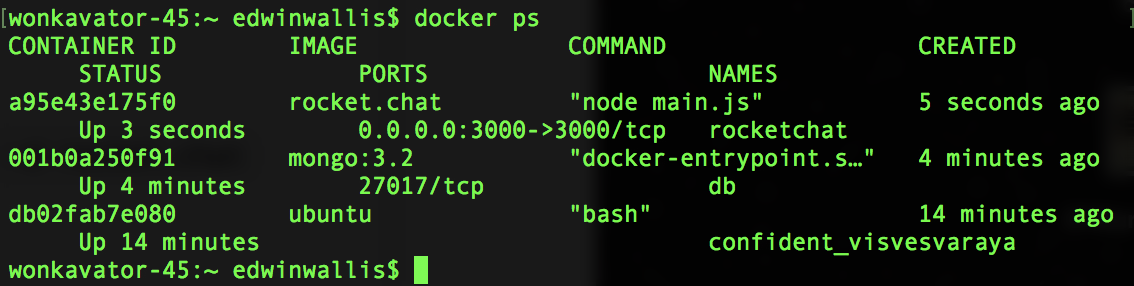 [wonkavator-45:~ edwinwallis$ docker ps ]
CONTAINER ID IMAGE COMMAND CREATED
STATUS PORTS NAMES
a95e43e175f0 rocket.chat "node main.js" 5 seconds ago
Up 3 seconds 0.0.0.0:3000->3000/tcp rocketchat
001b0a250f91 mongo:3.2 "docker-entrypoint.s…" 4 minutes ago
Up 4 minutes 27017/tcp db
db02fab7e080 ubuntu "bash" 14 minutes ago
Up 14 minutes confident_visvesvaraya
wonkavator-45:~ edwinwallis$